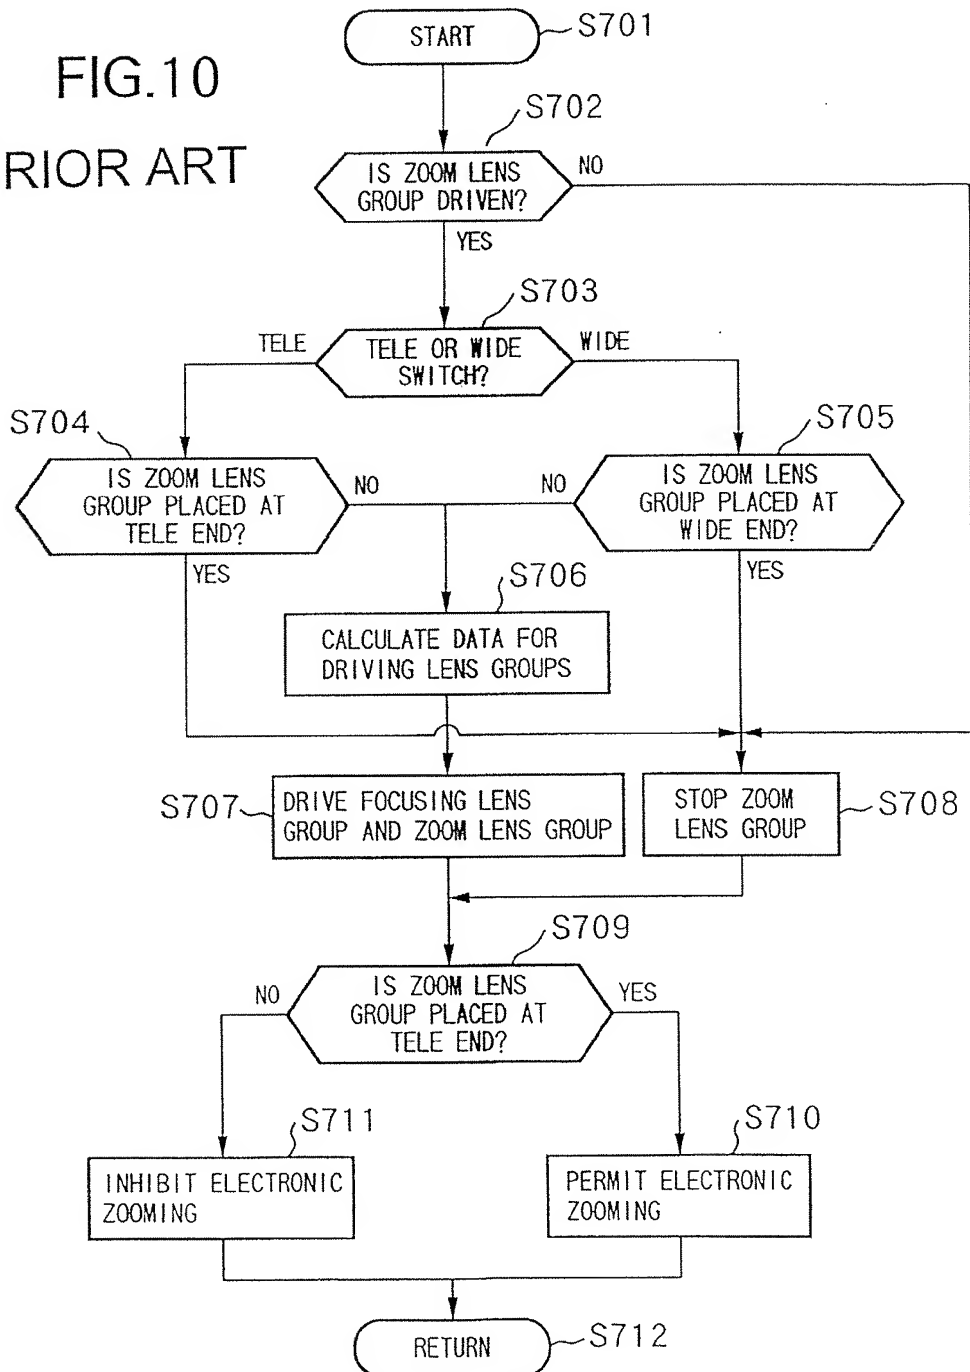 START
S701
FIG.10
RIOR ART
S702
IS ZOOM LENS
GROUP DRIVEN?
NO
YES
S703
TELE
TELE OR WIDE
SWITCH?
WIDE
S704
IS ZOOM LENS
GROUP PLACED AT
TELE END?
NO
YES
S705
NO
IS ZOOM LENS
GROUP PLACED AT
WIDE END?
YES
S706
CALCULATE DATA FOR
DRIVING LENS GROUPS
S707
DRIVE FOCUSING LENS
GROUP AND ZOOM LENS GROUP
STOP ZOOM
LENS GROUP
S708
S709
NO
IS ZOOM LENS
GROUP PLACED AT
TELE END?
YES
S711
INHIBIT ELECTRONIC
ZOOMING
S710
PERMIT ELECTRONIC
ZOOMING
RETURN
S712